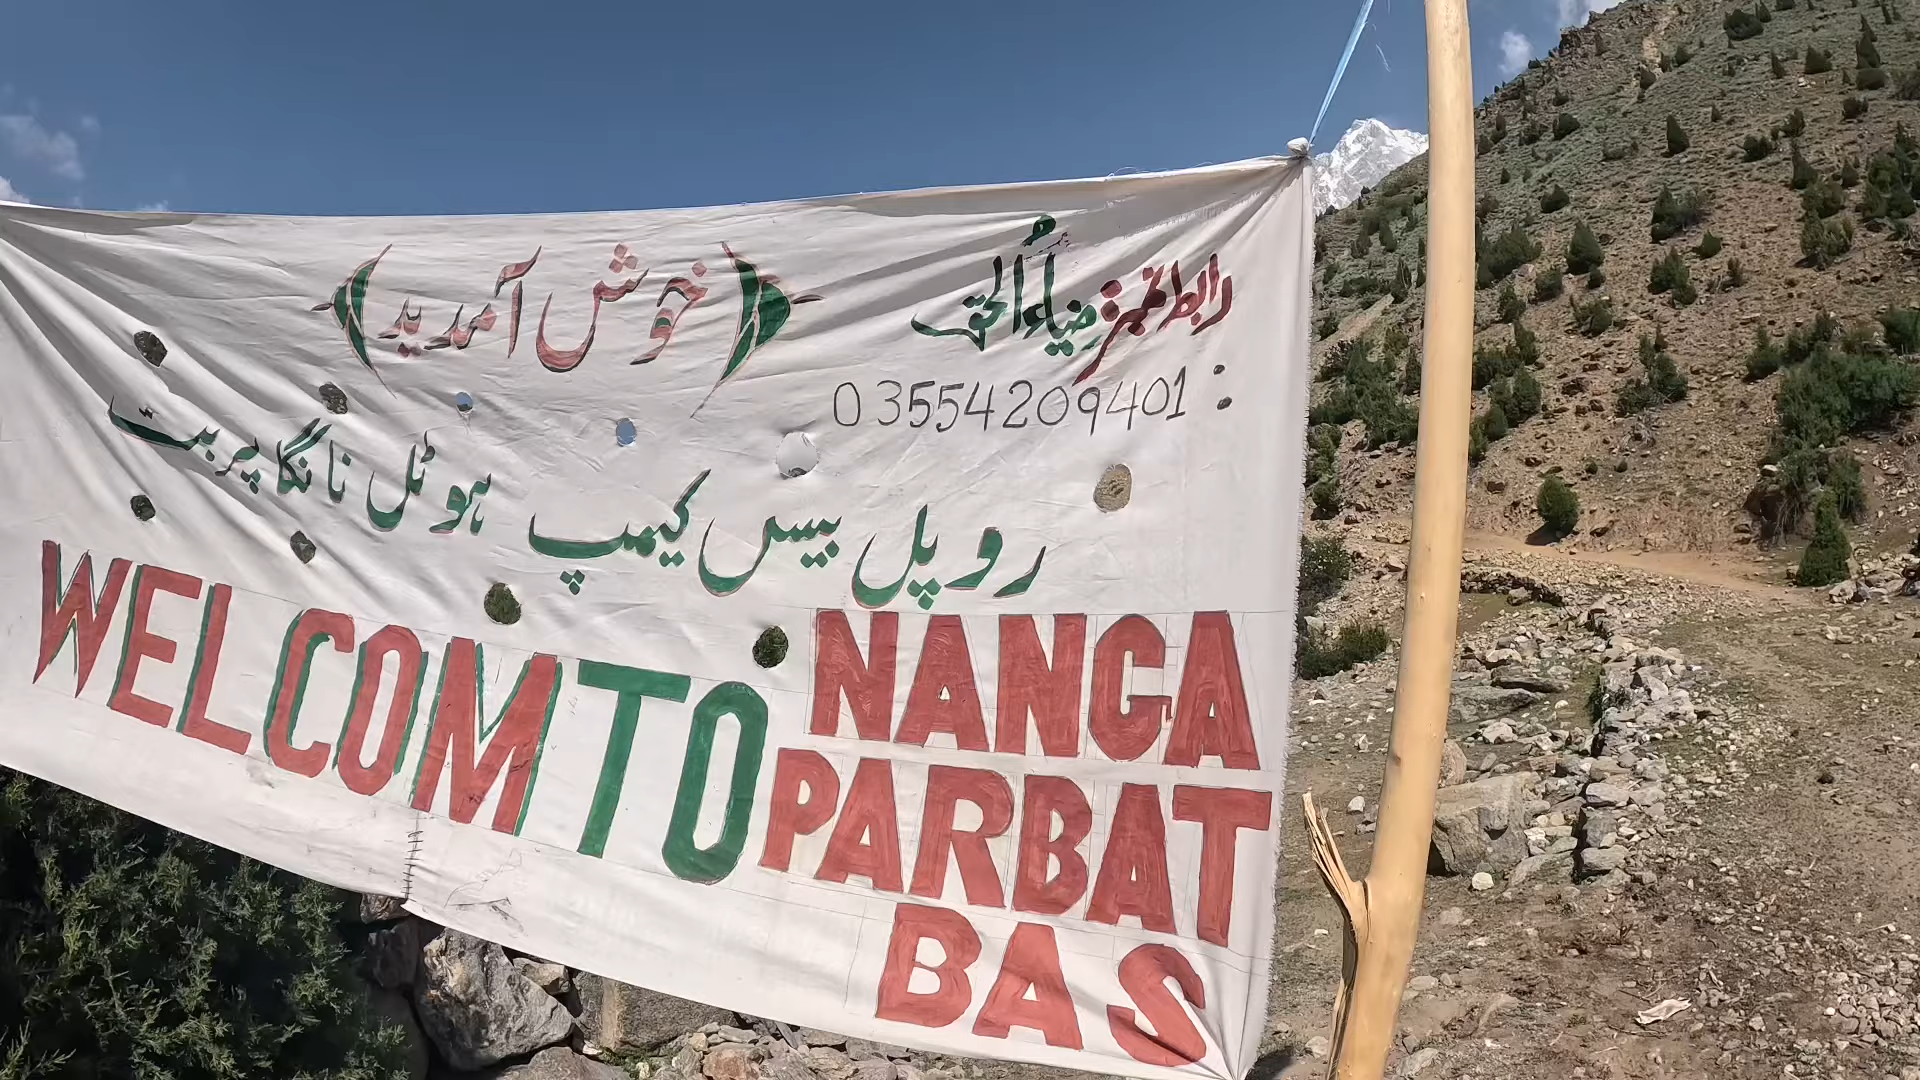 (خوش آمدید)
رابطہ نمبر: ضیاءُ الحق
03554209401 :
روپل بیس کیمپ ہوٹل نانگا پربت
WELCOM TO NANGA
PARBAT
BAS